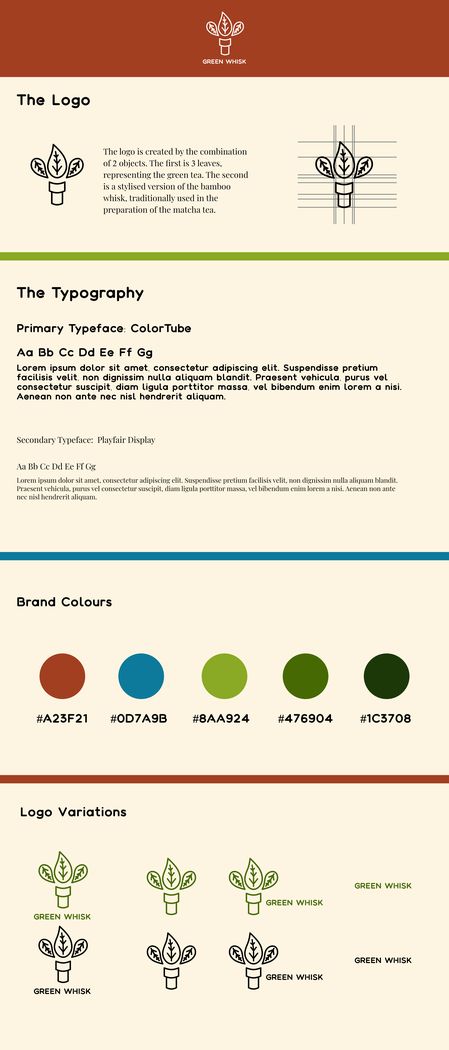 GREEN WHISK
The Logo
The logo is created by the combination
of 2 objects. The first is 3 leaves,
representing the green tea. The second
is a stylised version of the bamboo
whisk, traditionally used in the
preparation of the matcha tea.
The Typography
Primary Typeface: ColorTube
Aa Bb Cc Dd Ee Ff Gg
Lorem ipsum dolor sit amet, consectetur adipiscing elit. Suspendisse pretium
facilisis velit, non dignissim nulla aliquam blandit. Praesent vehicula, purus vel
consectetur suscipit, diam ligula porttitor massa, vel bibendum enim lorem a nisi.
Aenean non ante nec nisl hendrerit aliquam.
Secondary Typeface: Playfair Display
Aa Bb Cc Dd Ee Ff Gg
Lorem ipsum dolor sit amet, consectetur adipiscing elit. Suspendisse pretium facilisis velit, non dignissim nulla aliquam blandit.
Praesent vehicula, purus vel consectetur suscipit, diam ligula porttitor massa, vel bibendum enim lorem a nisi. Aenean non ante
nec nisl hendrerit aliquam.
Brand Colours
#A23F21 #0D7A9B #8AA924 #476904 #1C3708
Logo Variations
GREEN WHISK
GREEN WHISK
GREEN WHISK
GREEN WHISK
GREEN WHISK
GREEN WHISK